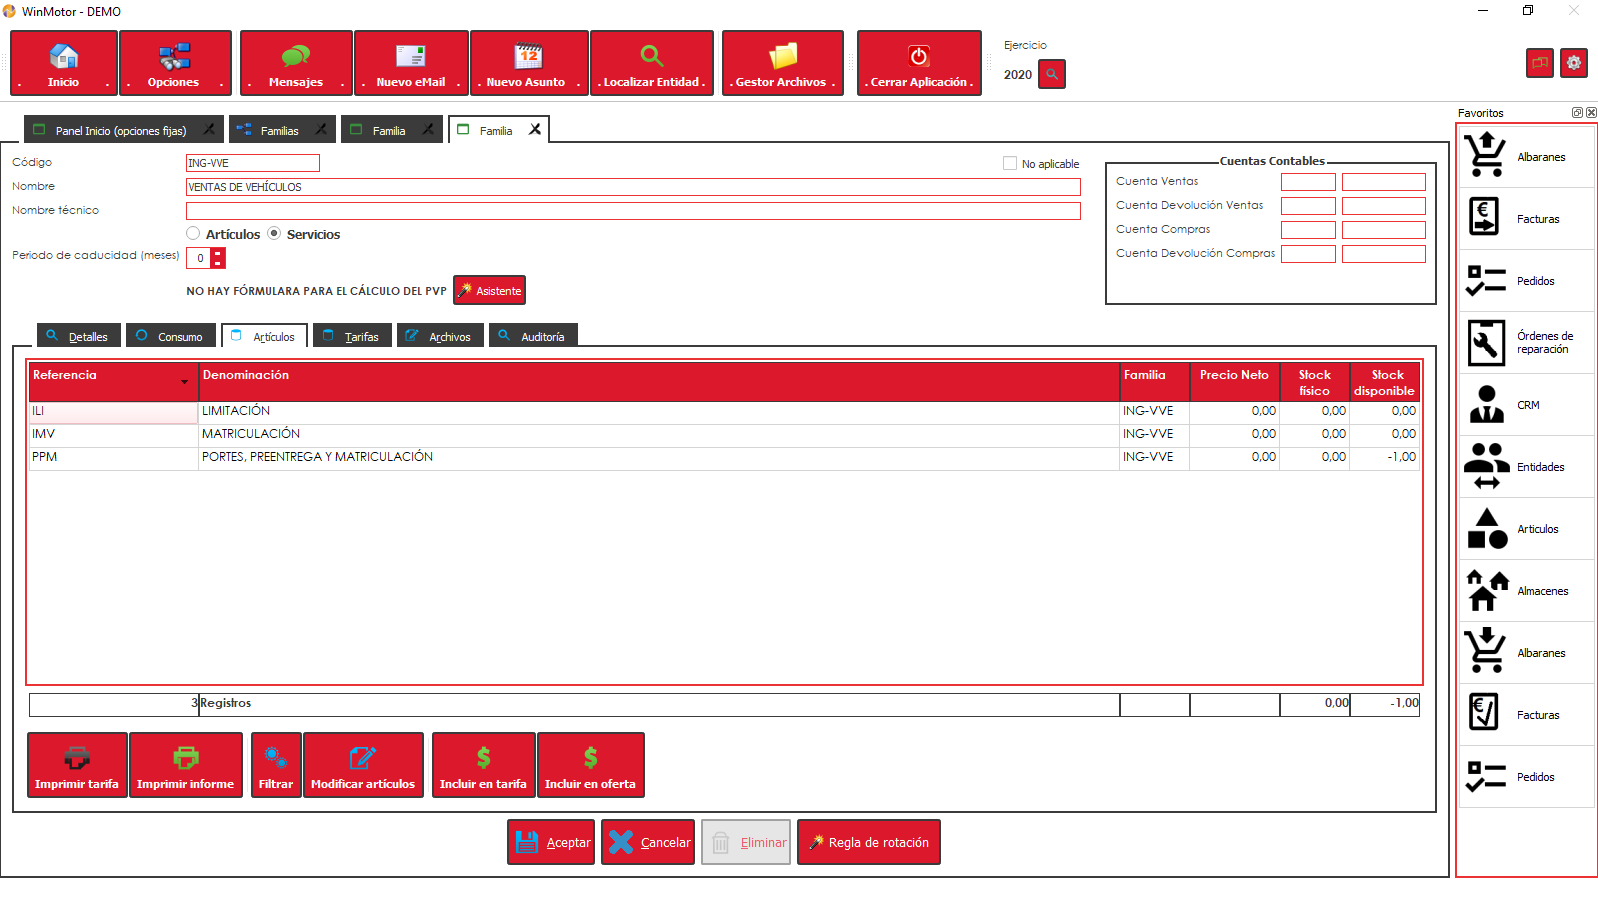 WinMotor - DEMO
. Inicio .
. Opciones .
. Mensajes .
. Nuevo eMail .
. Nuevo Asunto .
. Localizar Entidad .
. Gestor Archivos .
. Cerrar Aplicación .
Ejercicio
2020
Panel Inicio (opciones fijas)
Familias
Familia
Familia
Favoritos
Código
ING-VVE
No aplicable
Nombre
VENTAS DE VEHÍCULOS
Nombre técnico
Artículos
Servicios
Periodo de caducidad (meses)
0
NO HAY FÓRMULARA PARA EL CÁLCULO DEL PVP
Asistente
Cuentas Contables
Cuenta Ventas
Cuenta Devolución Ventas
Cuenta Compras
Cuenta Devolución Compras
Detalles
Consumo
Artículos
Tarifas
Archivos
Auditoría
Referencia Denominación Familia Precio Neto Stock físico Stock disponible
ILI LIMITACIÓN ING-VVE 0,00 0,00 0,00
IMV MATRICULACIÓN ING-VVE 0,00 0,00 0,00
PPM PORTES, PREENTREGA Y MATRICULACIÓN ING-VVE 0,00 0,00 -1,00
3 Registros 0,00 -1,00
Imprimir tarifa
Imprimir informe
Filtrar
Modificar artículos
Incluir en tarifa
Incluir en oferta
Aceptar
Cancelar
Eliminar
Regla de rotación
Albaranes
Facturas
Pedidos
Órdenes de
reparación
CRM
Entidades
Articulos
Almacenes
Albaranes
Facturas
Pedidos